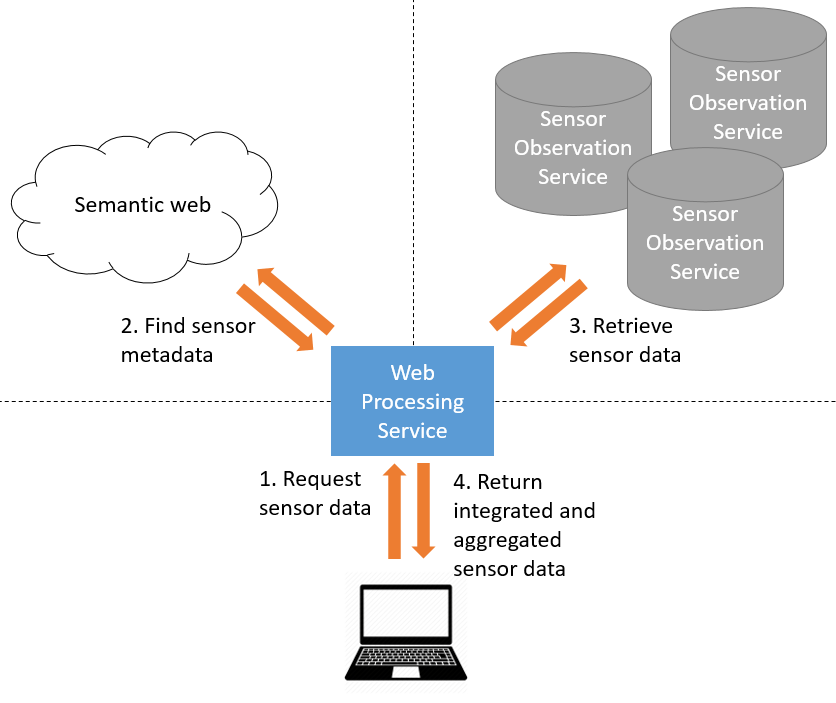 Sensor
Observation
Service
Sensor
Observation
Service
Sensor
Observation
Service
Semantic web
2. Find sensor
metadata
3. Retrieve
sensor data
Web
Processing
Service
1. Request
sensor data
4. Return
integrated and
aggregated
sensor data